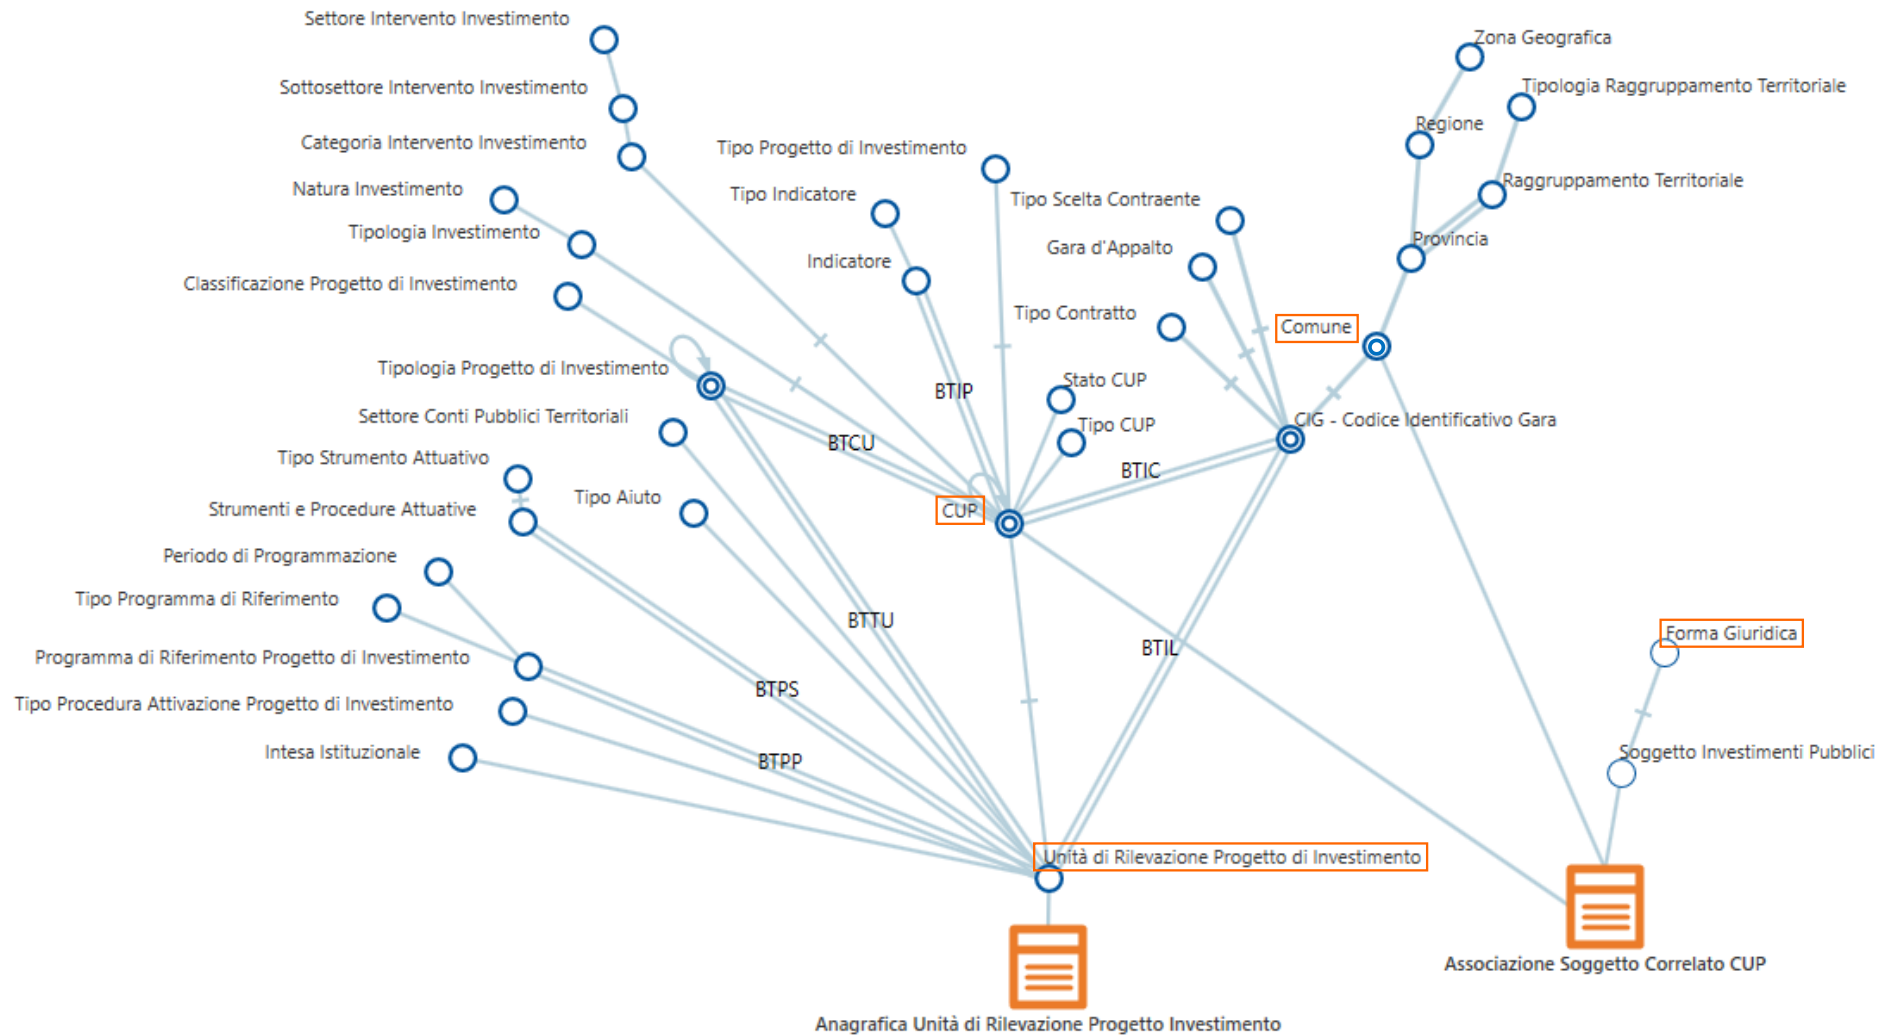 Settore Intervento Investimento
Zona Geografica
Sottosettore Intervento Investimento
Tipologia Raggruppamento Territoriale
Regione
Categoria Intervento Investimento
Tipo Progetto di Investimento
Natura Investimento
Tipo Indicatore
Tipo Scelta Contraente
Raggruppamento Territoriale
Tipologia Investimento
Gara d'Appalto
Provincia
Indicatore
Classificazione Progetto di Investimento
Tipo Contratto
Comune
Tipologia Progetto di Investimento
Stato CUP
BTIP
Settore Conti Pubblici Territoriali
Tipo CUP
CIG - Codice Identificativo Gara
BTCU
Tipo Strumento Attuativo
BTIC
Tipo Aiuto
Strumenti e Procedure Attuative
CUP
Periodo di Programmazione
Tipo Programma di Riferimento
BTTU
Forma Giuridica
BTIL
Programma di Riferimento Progetto di Investimento
BTPS
Tipo Procedura Attivazione Progetto di Investimento
Intesa Istituzionale
BTPP
Soggetto Investimenti Pubblici
Unità di Rilevazione Progetto di Investimento
Associazione Soggetto Correlato CUP
Anagrafica Unità di Rilevazione Progetto Investimento